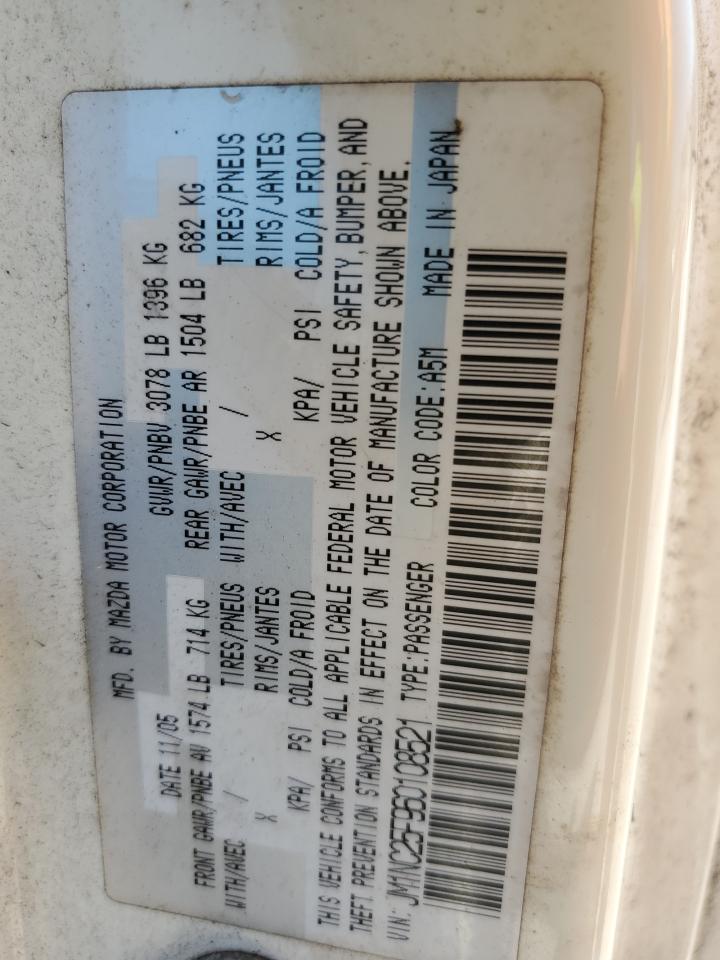 MFD. BY MAZDA MOTOR CORPORATION
DATE 11/05 GVWR/PNBV 3078 LB 1396 KG
FRONT GAWR/PNBE AV 1574 LB 714 KG REAR GAWR/PNBE AR 1504 LB 682 KG
WITH/AVEC / TIRES/PNEUS WITH/AVEC / TIRES/PNEUS
X RIMS/JANTES X RIMS/JANTES
KPA/ PSI COLD/A FROID KPA/ PSI COLD/A FROID
THIS VEHICLE CONFORMS TO ALL APPLICABLE FEDERAL MOTOR VEHICLE SAFETY, BUMPER, AND
THEFT PREVENTION STANDARDS IN EFFECT ON THE DATE OF MANUFACTURE SHOWN ABOVE.
VIN: JM1NC25F960108521 TYPE:PASSENGER COLOR CODE:A5M MADE IN JAPAN